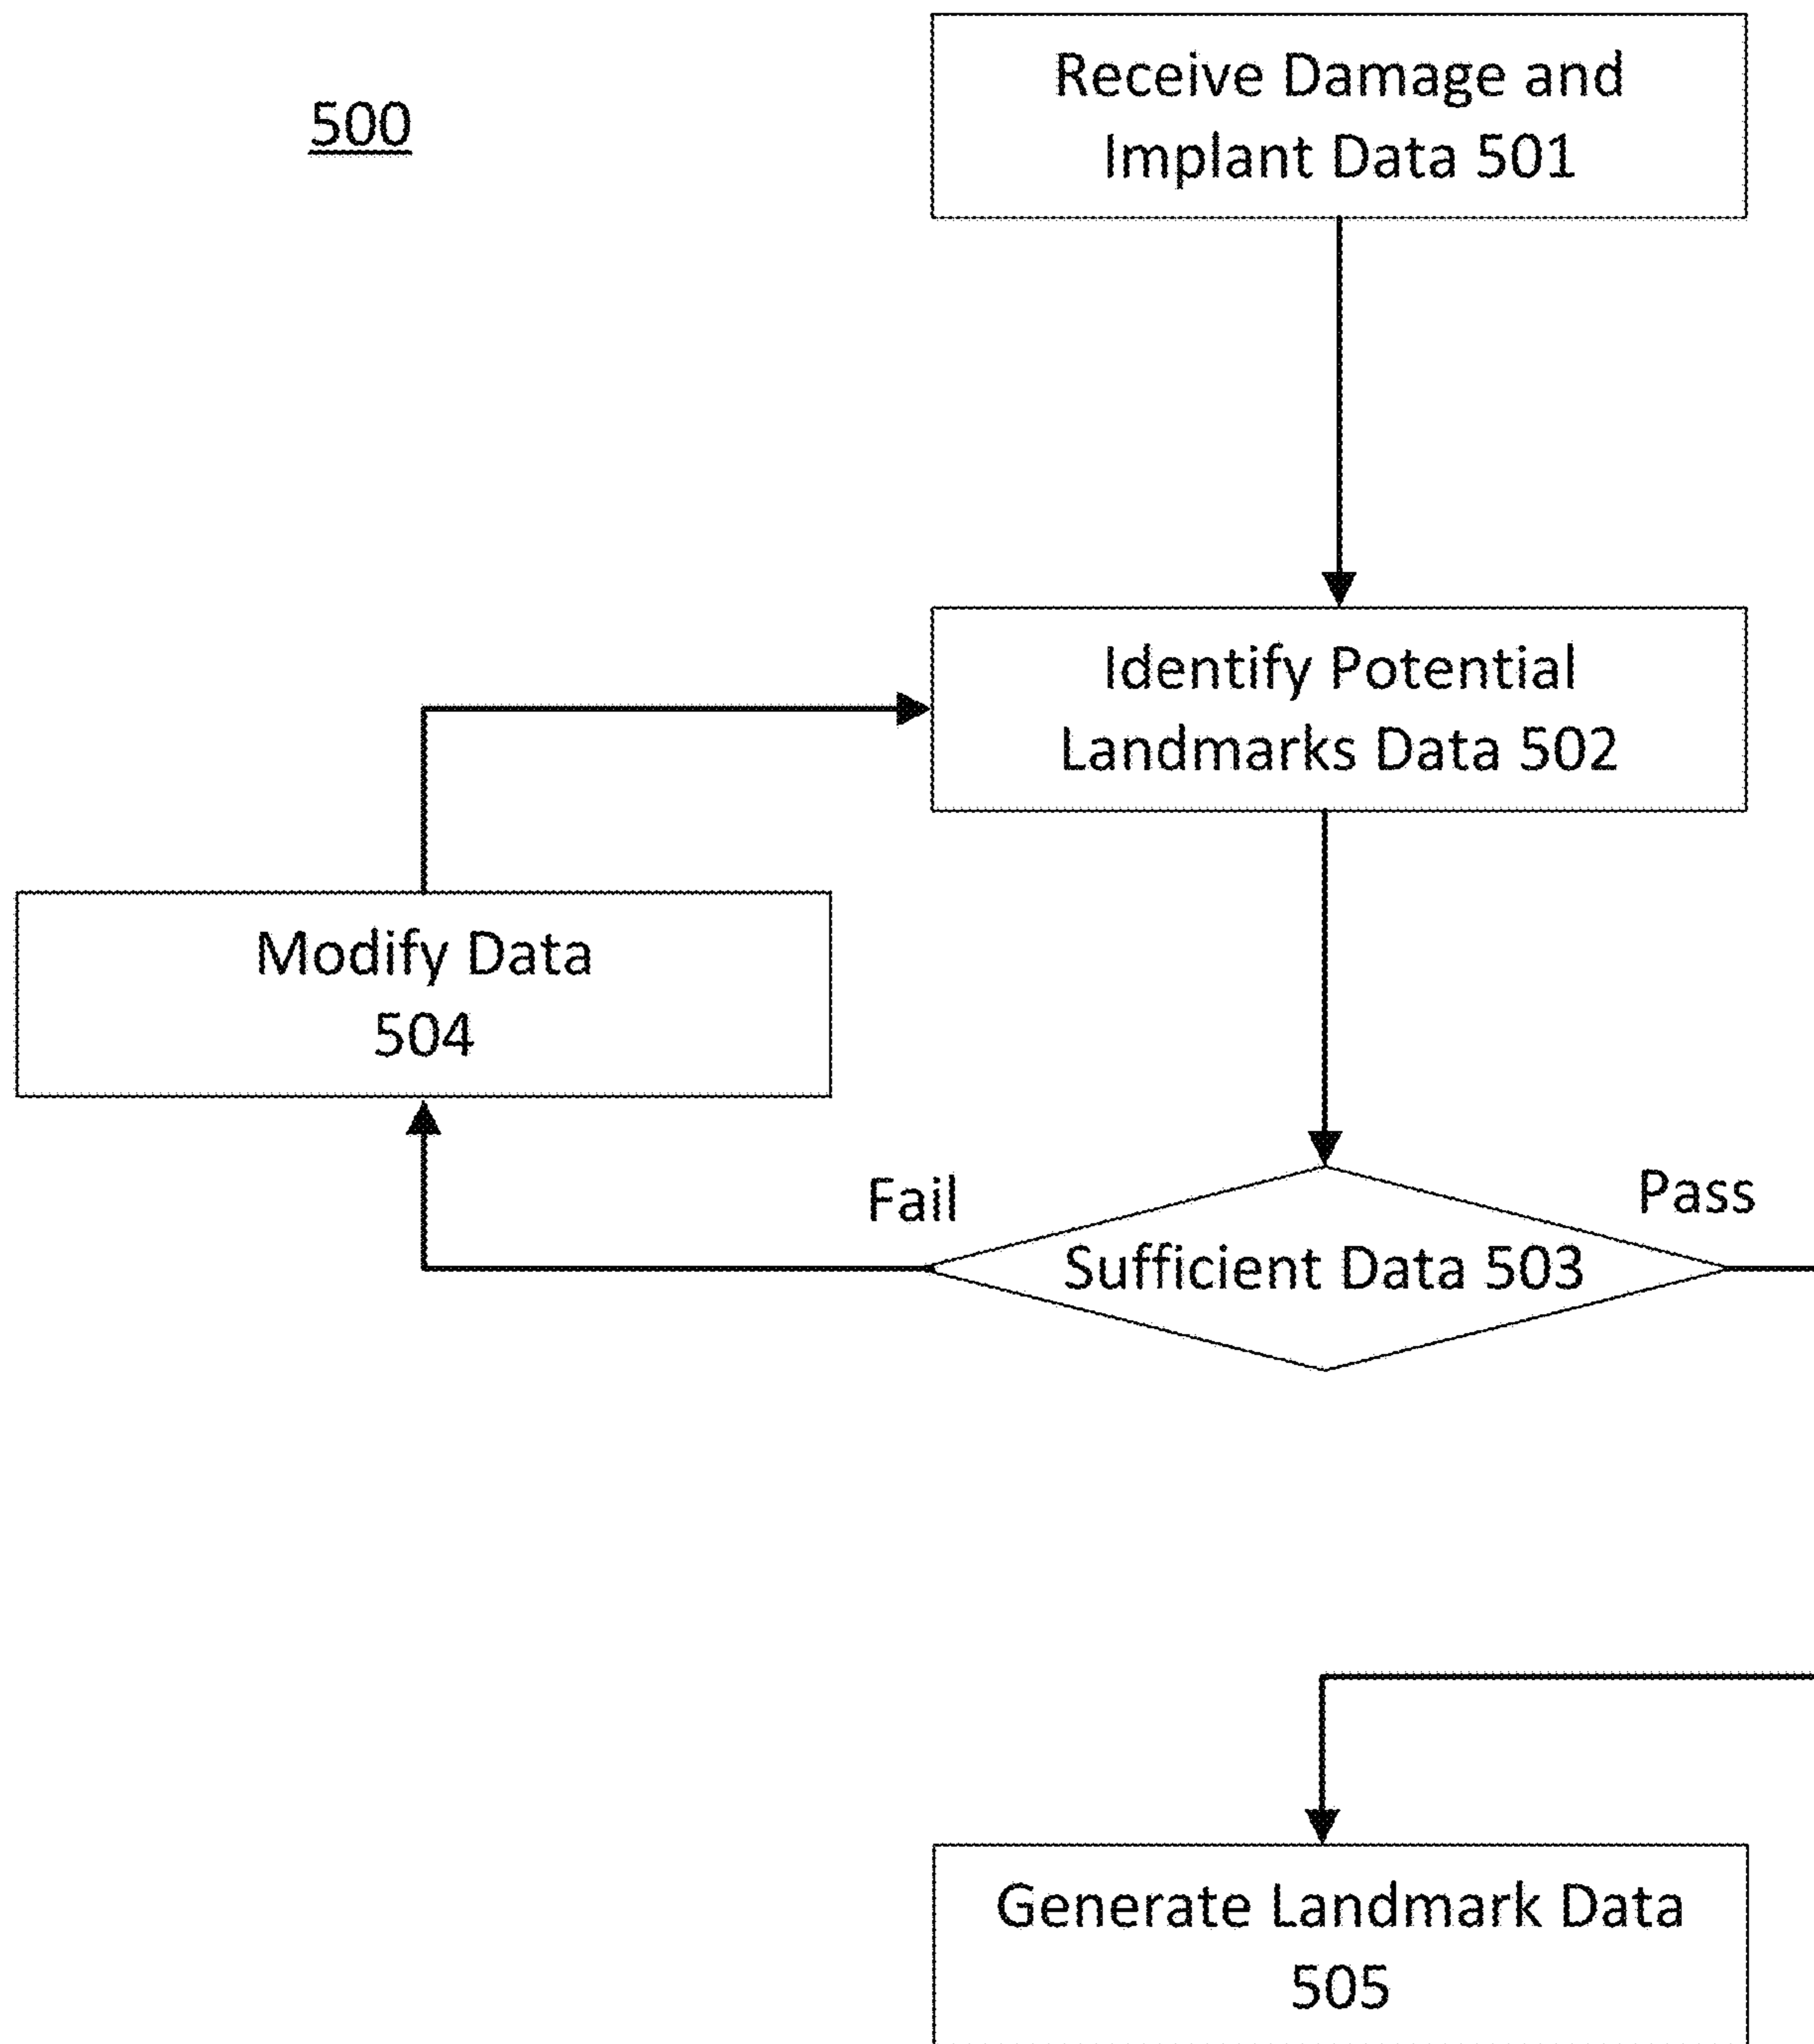 500
Receive Damage and
Implant Data 501
Identify Potential
Landmarks Data 502
Modify Data
504
Fail
Pass
Sufficient Data 503
Generate Landmark Data
505